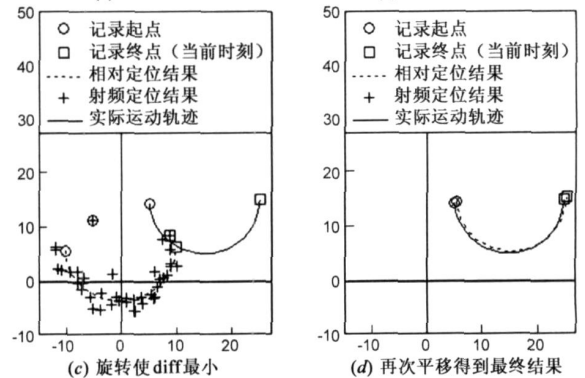 50
40
30
20
10
0
-10
记录起点
记录终点（当前时刻）
相对定位结果
射频定位结果
实际运动轨迹
-10 0 10 20
(c) 旋转使diff最小
50
40
30
20
10
0
-10
记录起点
记录终点（当前时刻）
相对定位结果
射频定位结果
实际运动轨迹
-10 0 10 20
(d) 再次平移得到最终结果